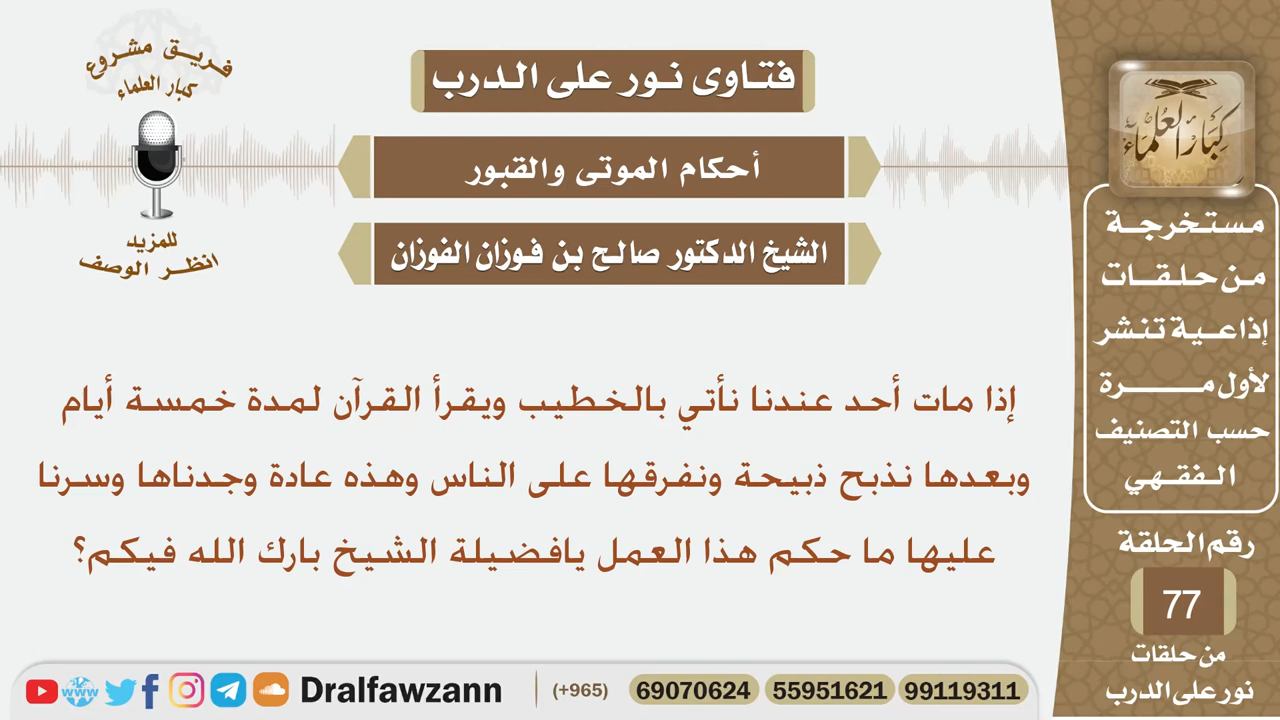 فريق مشروع
كبار العلماء
للمزيد
انظر الوصف
فتاوى نور على الدرب
أحكام الموتى والقبور
الشيخ الدكتور صالح بن فوزان الفوزان
إذا مات أحد عندنا نأتي بالخطيب ويقرأ القرآن لمدة خمسة أيام
وبعدها نذبح ذبيحة ونفرقها على الناس وهذه عادة وجدناها وسرنا
عليها ما حكم هذا العمل يافضيلة الشيخ بارك الله فيكم؟
كبار العلماء
مستخرجة
من حلقات
إذاعية تنشر
لأول مرة
حسب التصنيف
الفقهي
رقم الحلقة
77
من حلقات
نور على الدرب
www Dralfawzann (+965) 69070624 55951621 99119311